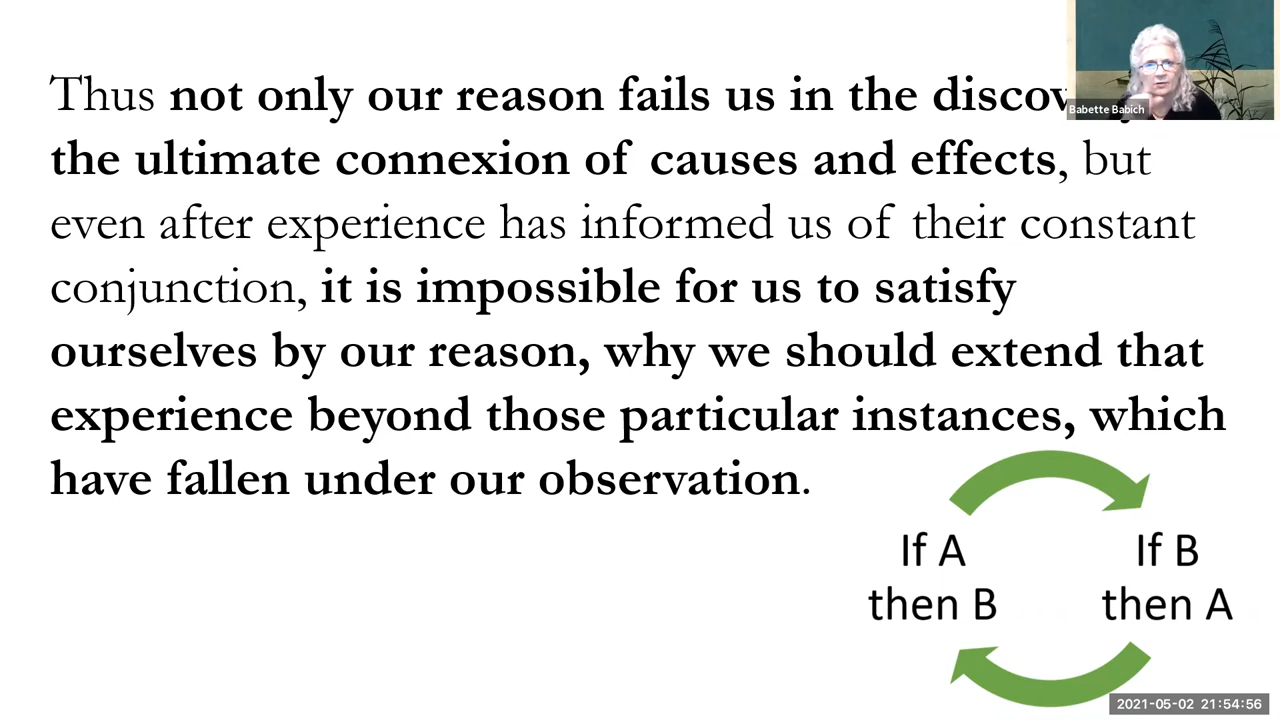 Thus not only our reason fails us in the
the ultimate connexion of causes and effects, but
even after experience has informed us of their constant
conjunction, it is impossible for us to satisfy
ourselves by our reason, why we should extend that
experience beyond those particular instances, which
have fallen under our observation.
Babette Babich
If A
then B
If B
then A
2021-05-02 21:54:56